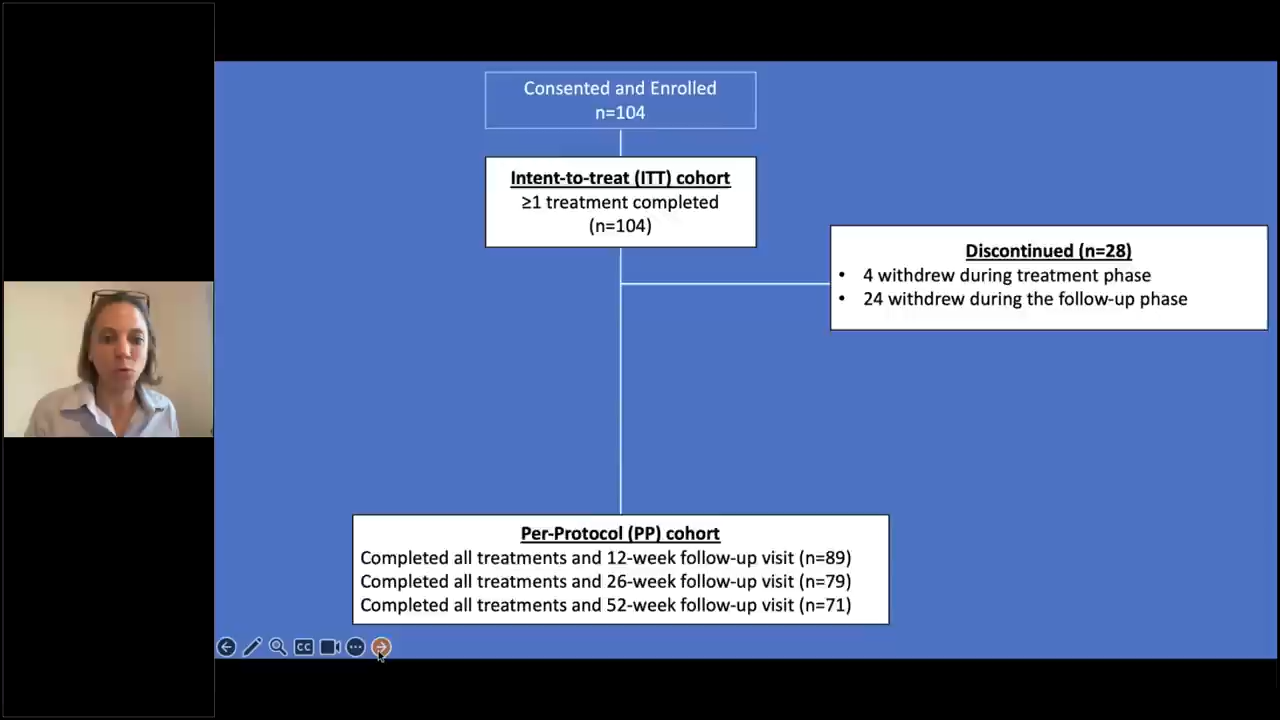 Consented and Enrolled
n=104
Intent-to-treat (ITT) cohort
≥1 treatment completed
(n=104)
Discontinued (n=28)
• 4 withdrew during treatment phase
• 24 withdrew during the follow-up phase
Per-Protocol (PP) cohort
Completed all treatments and 12-week follow-up visit (n=89)
Completed all treatments and 26-week follow-up visit (n=79)
Completed all treatments and 52-week follow-up visit (n=71)
CC